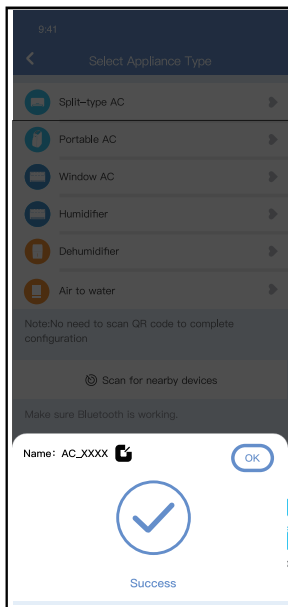 9:41
Select Appliance Type
Split-type AC
Portable AC
Window AC
Humidifier
Dehumidifier
Air to water
Note:No need to scan QR code to complete
configuration
Scan for nearby devices
Make sure Bluetooth is working.
Name: AC_XXXX
OK
Success